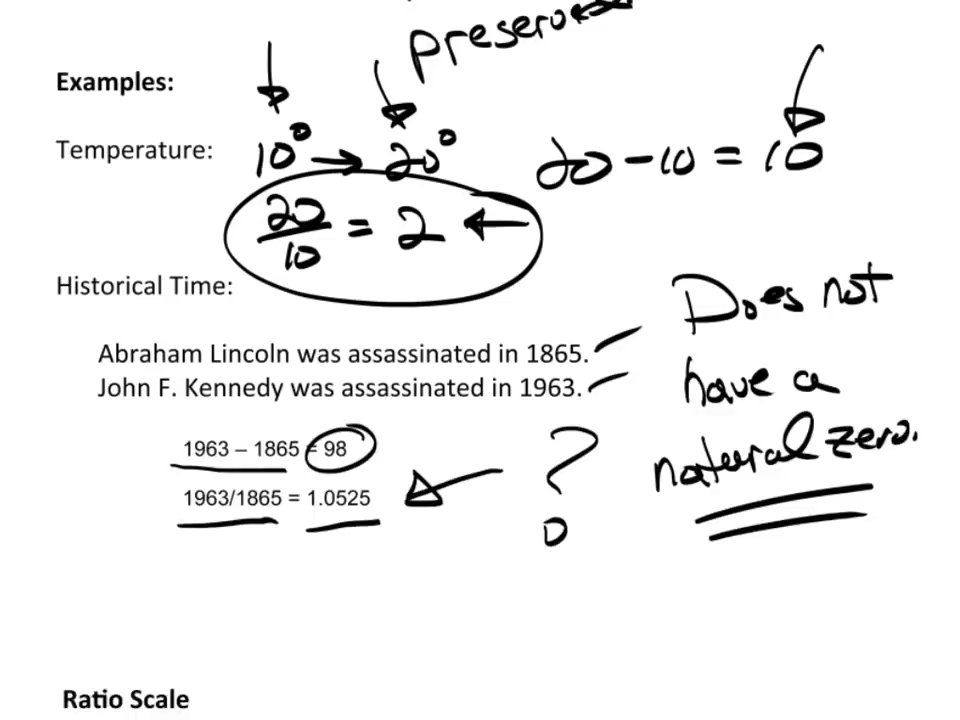 preserv
Examples:
Temperature: 10° → 20° 20 - 10 = 10
20/10 = 2 ←
Historical Time:
Does not
have a
natural zero.
Abraham Lincoln was assassinated in 1865.
John F. Kennedy was assassinated in 1963.
1963 – 1865 = 98
1963/1865 = 1.0525
?
Ratio Scale